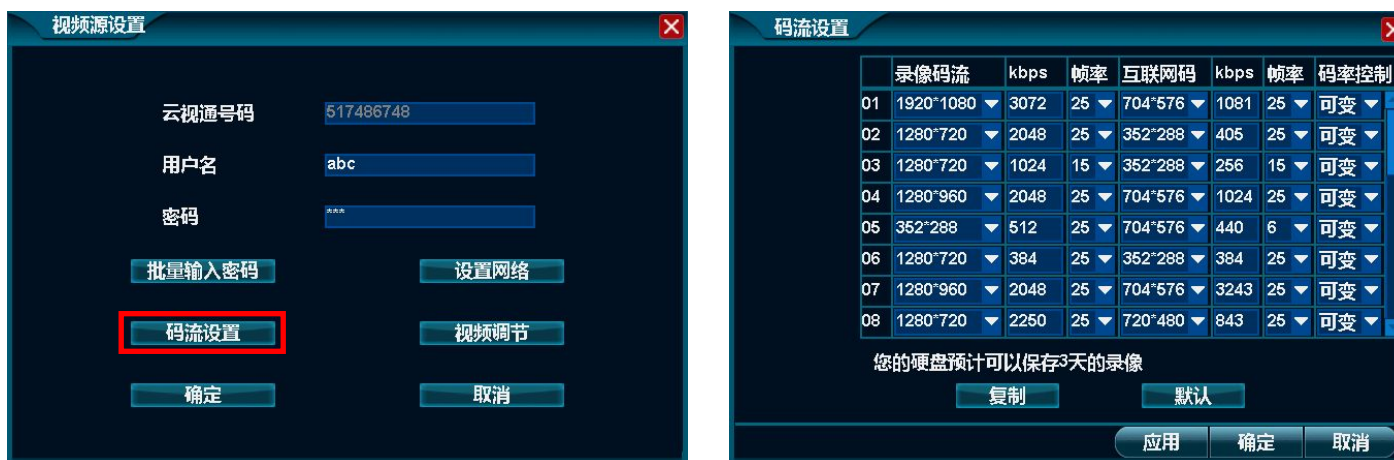 视频源设置
云视通号码 517486748
用户名 abc
密码 ***
批量输入密码 设置网络
码流设置 视频调节
确定 取消
码流设置
录像码流 kbps 帧率 互联网码 kbps 帧率 码率控制
01 1920*1080 3072 25 704*576 1081 25 可变
02 1280*720 2048 25 352*288 405 25 可变
03 1280*720 1024 15 352*288 256 15 可变
04 1280*960 2048 25 704*576 1024 25 可变
05 352*288 512 25 704*576 440 6 可变
06 1280*720 384 25 352*288 384 25 可变
07 1280*960 2048 25 704*576 3243 25 可变
08 1280*720 2250 25 720*480 843 25 可变
您的硬盘预计可以保存3天的录像
复制 默认
应用 确定 取消